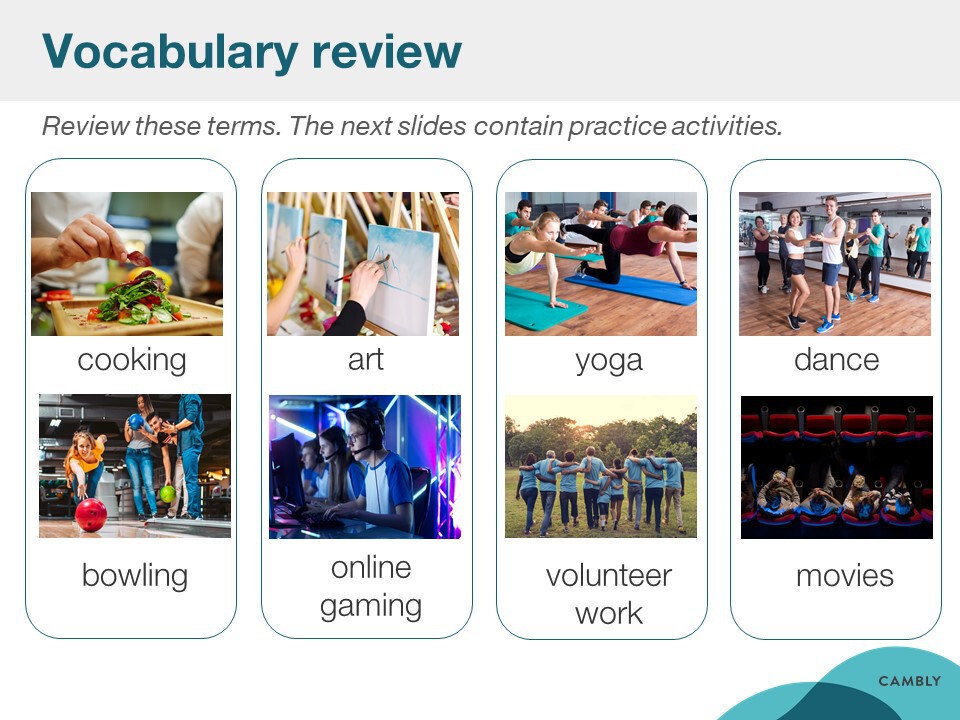 Vocabulary review
Review these terms. The next slides contain practice activities.
cooking
art
yoga
dance
bowling
online
gaming
volunteer
work
movies
CAMBLY